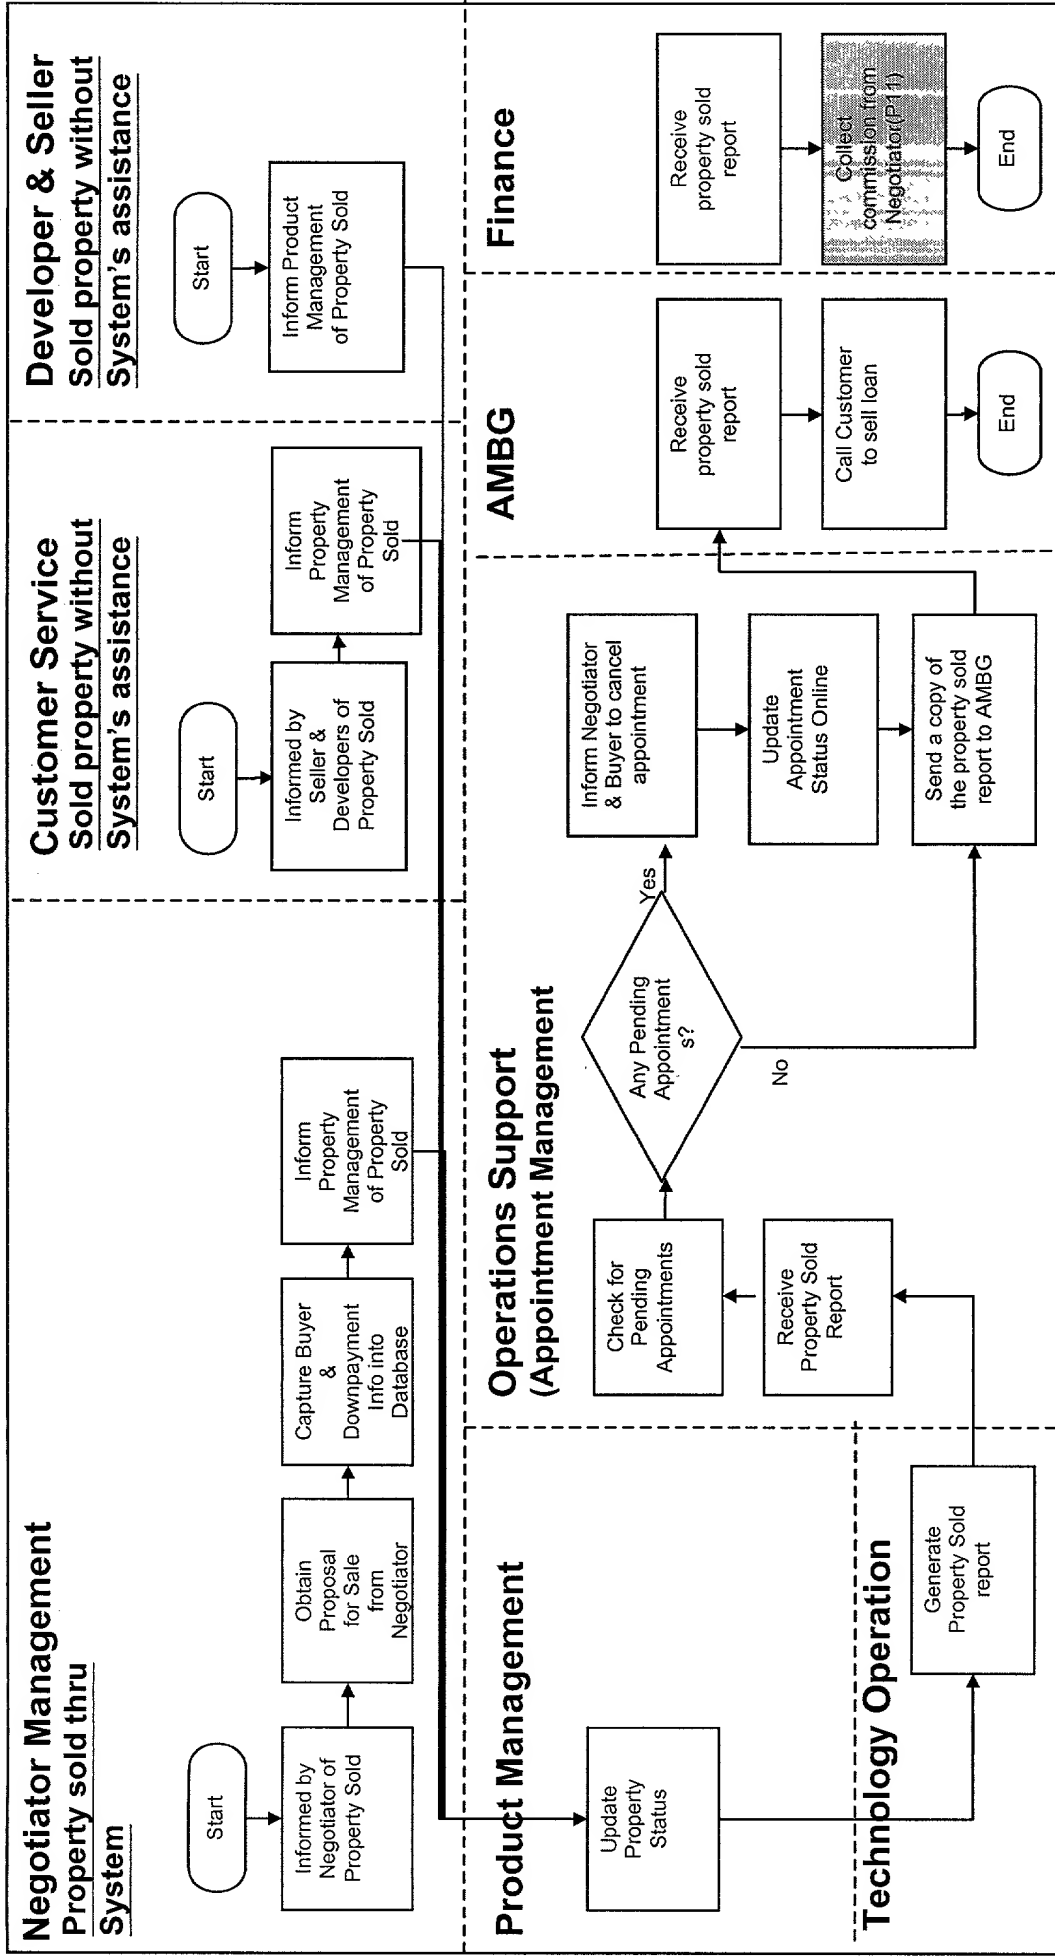 Negotiator Management
Property sold thru
System
Start
Informed by
Negotiator of
Property Sold
Obtain
Proposal
for Sale
from
Negotiator
Capture Buyer
&
Downpayment
Info into
Database
Inform
Property
Management
of Property
Sold
Customer Service
Sold property without
System's assistance
Start
Informed by
Seller &
Developers of
Property Sold
Inform
Property
Management
of Property
Sold
Developer & Seller
Sold property without
System's assistance
Start
Inform Product
Management
of Property Sold
Product Management
Update
Property
Status
Technology Operation
Generate
Property Sold
report
Operations Support
(Appointment Management)
Check for
Pending
Appointments
Receive
Property Sold
Report
Any Pending
Appointment
s?
Yes
No
Inform Negotiator
& Buyer to cancel
appointment
Update
Appointment
Status Online
Send a copy of
the property sold
report to AMBG
AMBG
Receive
property sold
report
Call Customer
to sell loan
End
Finance
Receive
property sold
report
Collect
commission from
Negotiator(P11)
End